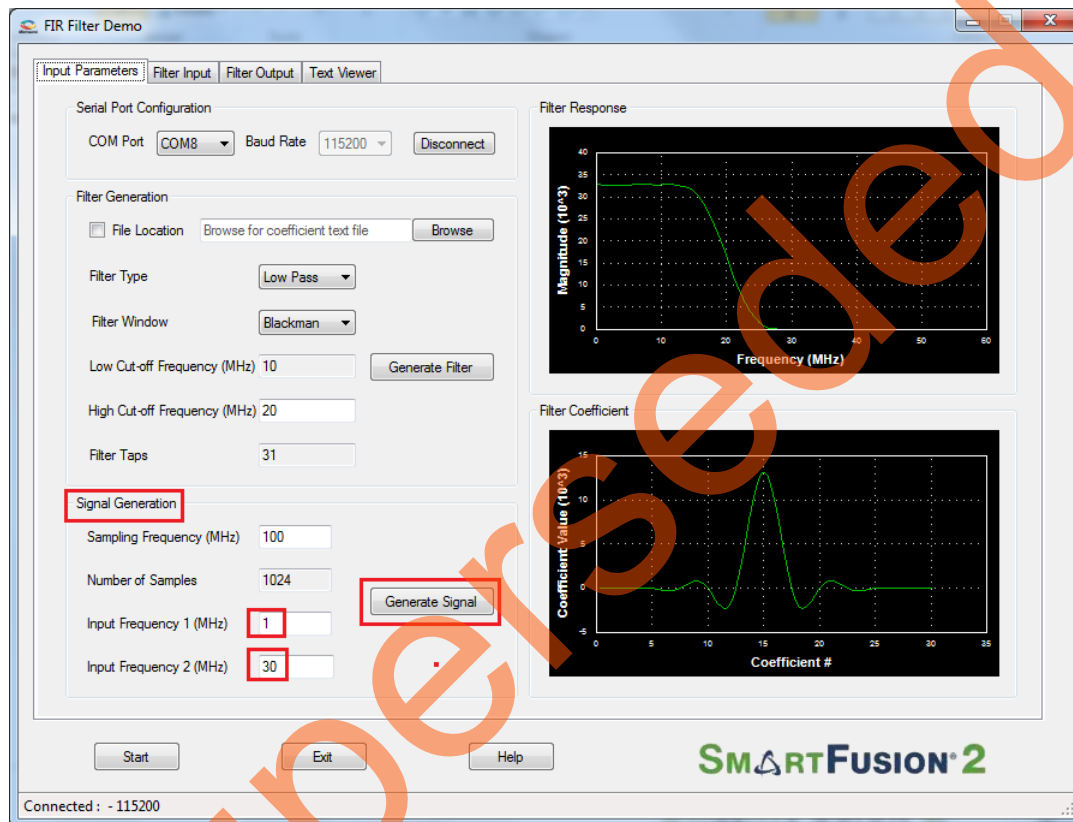 FIR Filter Demo
Input Parameters Filter Input Filter Output Text Viewer
Serial Port Configuration
COM Port COM8 Baud Rate 115200 Disconnect
Filter Generation
File Location Browse for coefficient text file Browse
Filter Type Low Pass
Filter Window Blackman
Low Cut-off Frequency (MHz) 10 Generate Filter
High Cut-off Frequency (MHz) 20
Filter Taps 31
Signal Generation
Sampling Frequency (MHz) 100
Number of Samples 1024
Generate Signal
Input Frequency 1 (MHz) 1
Input Frequency 2 (MHz) 30
Filter Response
Magnitude (10^3)
40
35
30
25
20
15
10
5
0
0 10 20 30 40 50 60
Frequency (MHz)
Filter Coefficient
Coefficient Value (10^3)
15
10
5
0
-5
0 5 10 15 20 25 30 35
Coefficient #
Start Exit Help
SMARTFUSION 2
Connected : - 115200
perseded